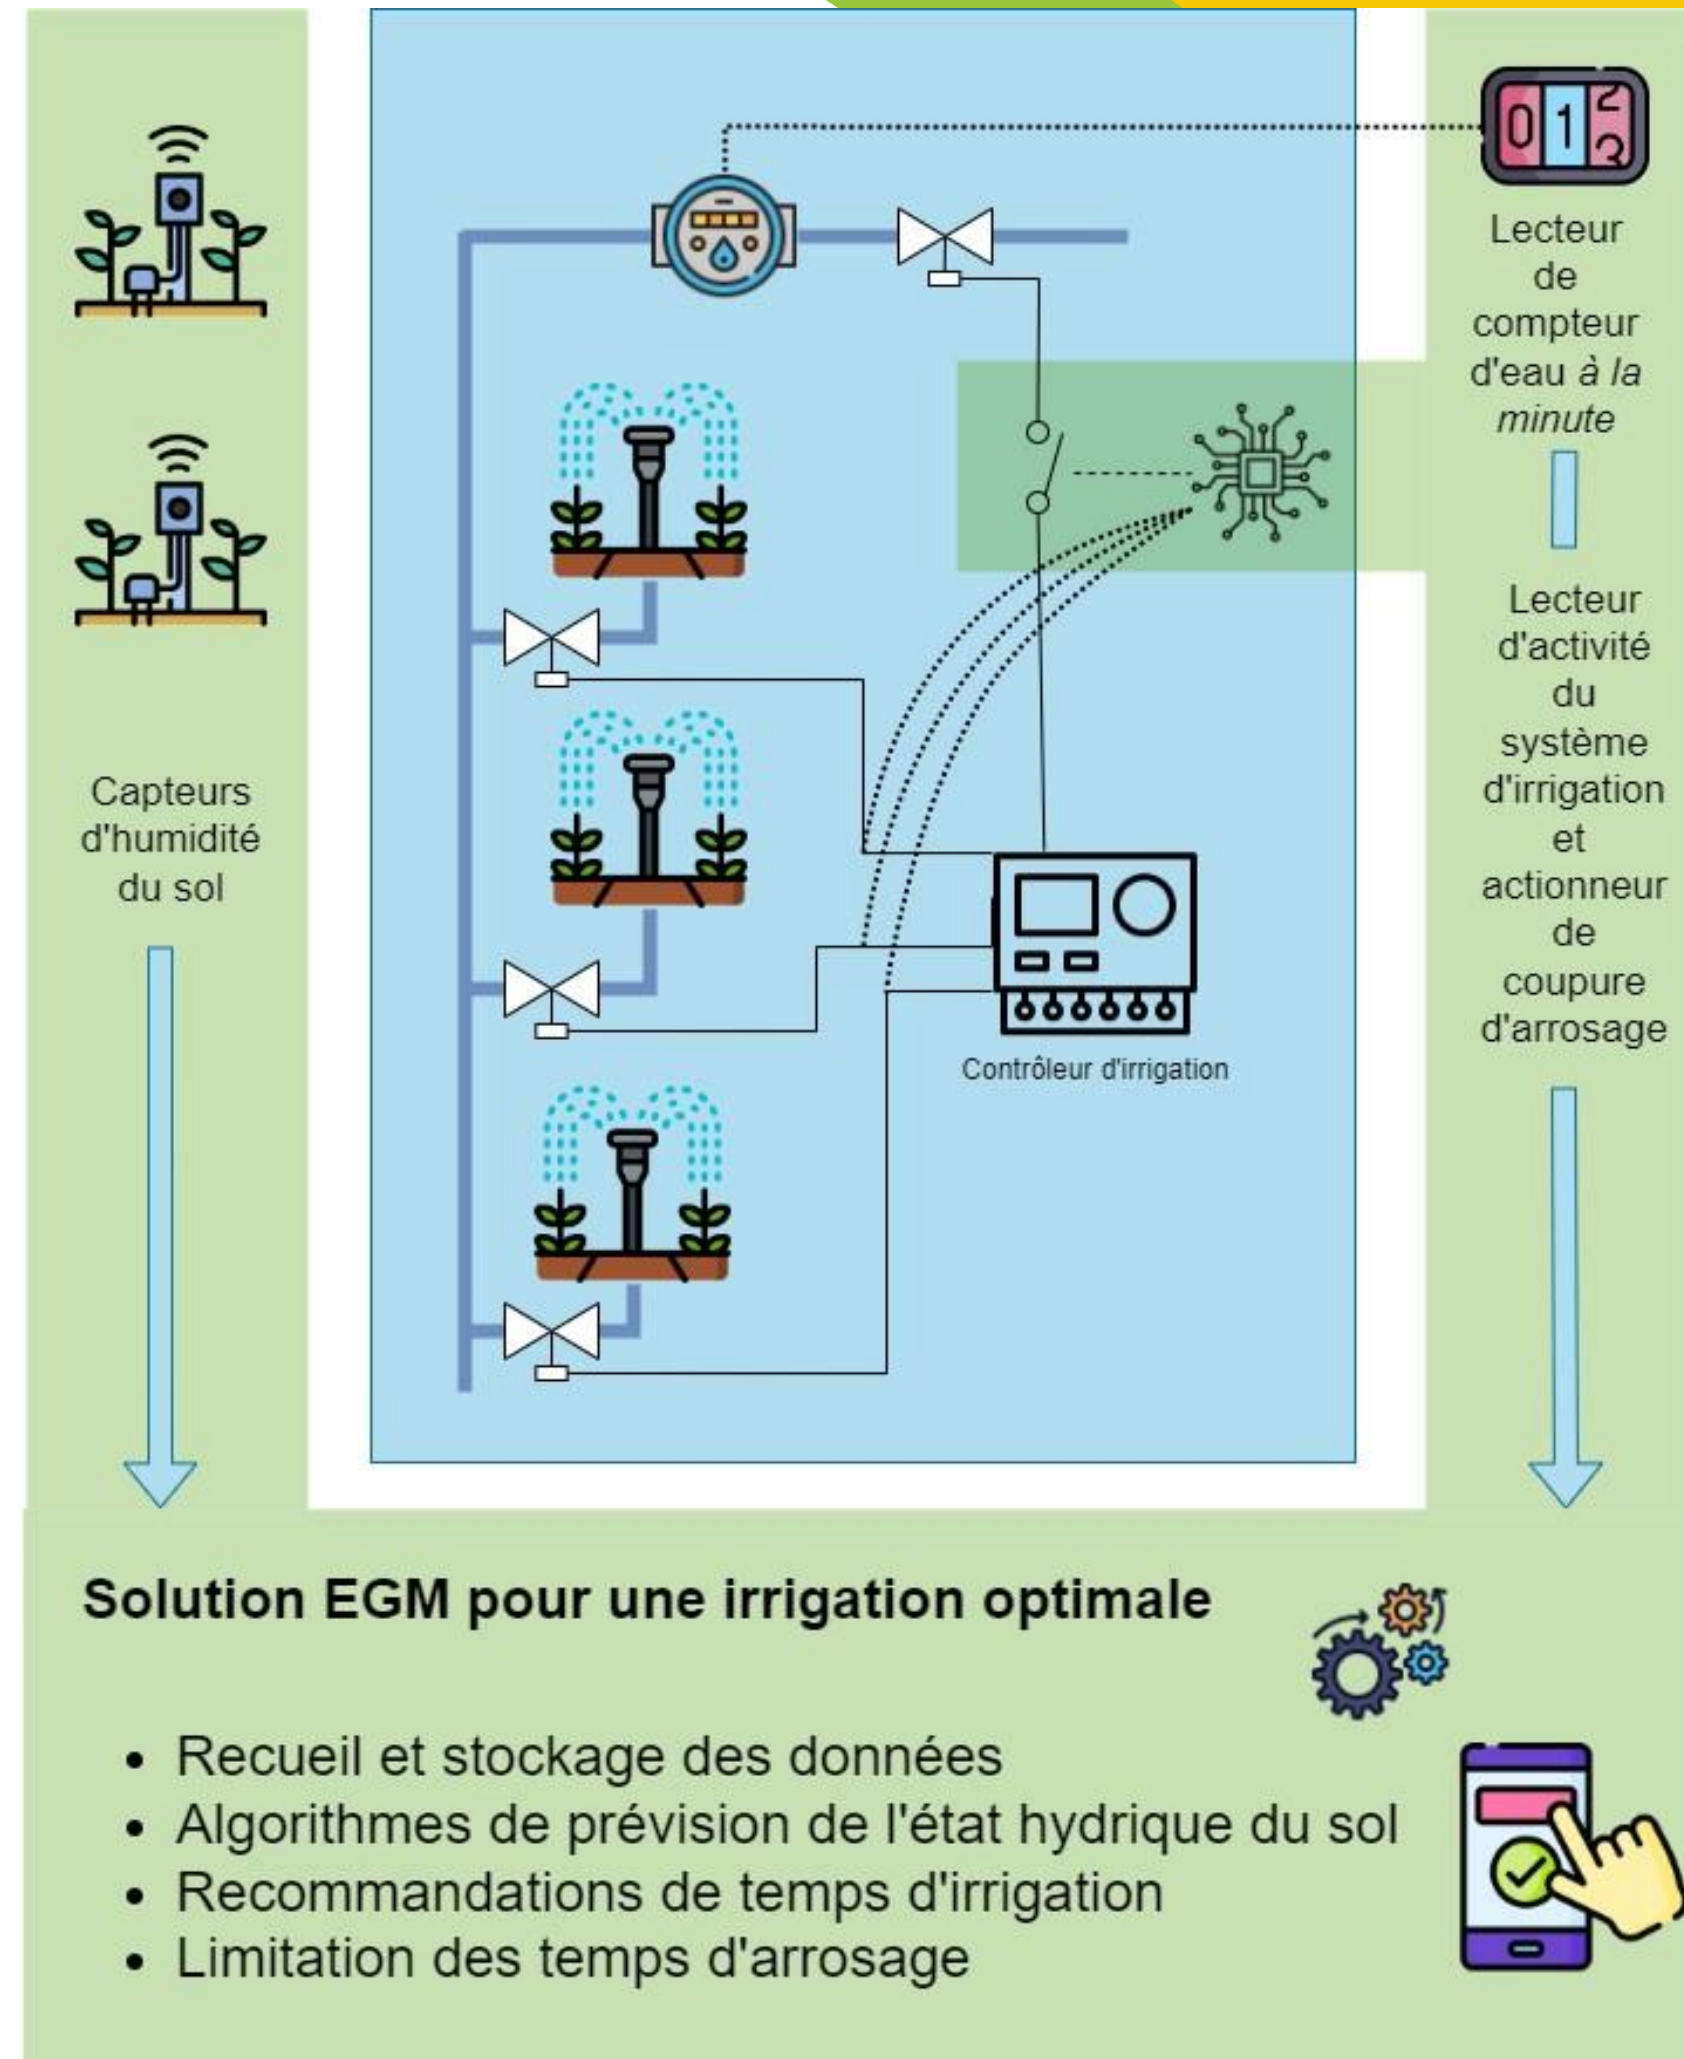 012
3
Lecteur
de
compteur
d'eau à la
minute
Lecteur
d'activité
du
système
d'irrigation
et
actionneur
de
coupure
d'arrosage
Capteurs
d'humidité
du sol
Contrôleur d'irrigation
Solution EGM pour une irrigation optimale
• Recueil et stockage des données
• Algorithmes de prévision de l'état hydrique du sol
• Recommandations de temps d'irrigation
• Limitation des temps d'arrosage